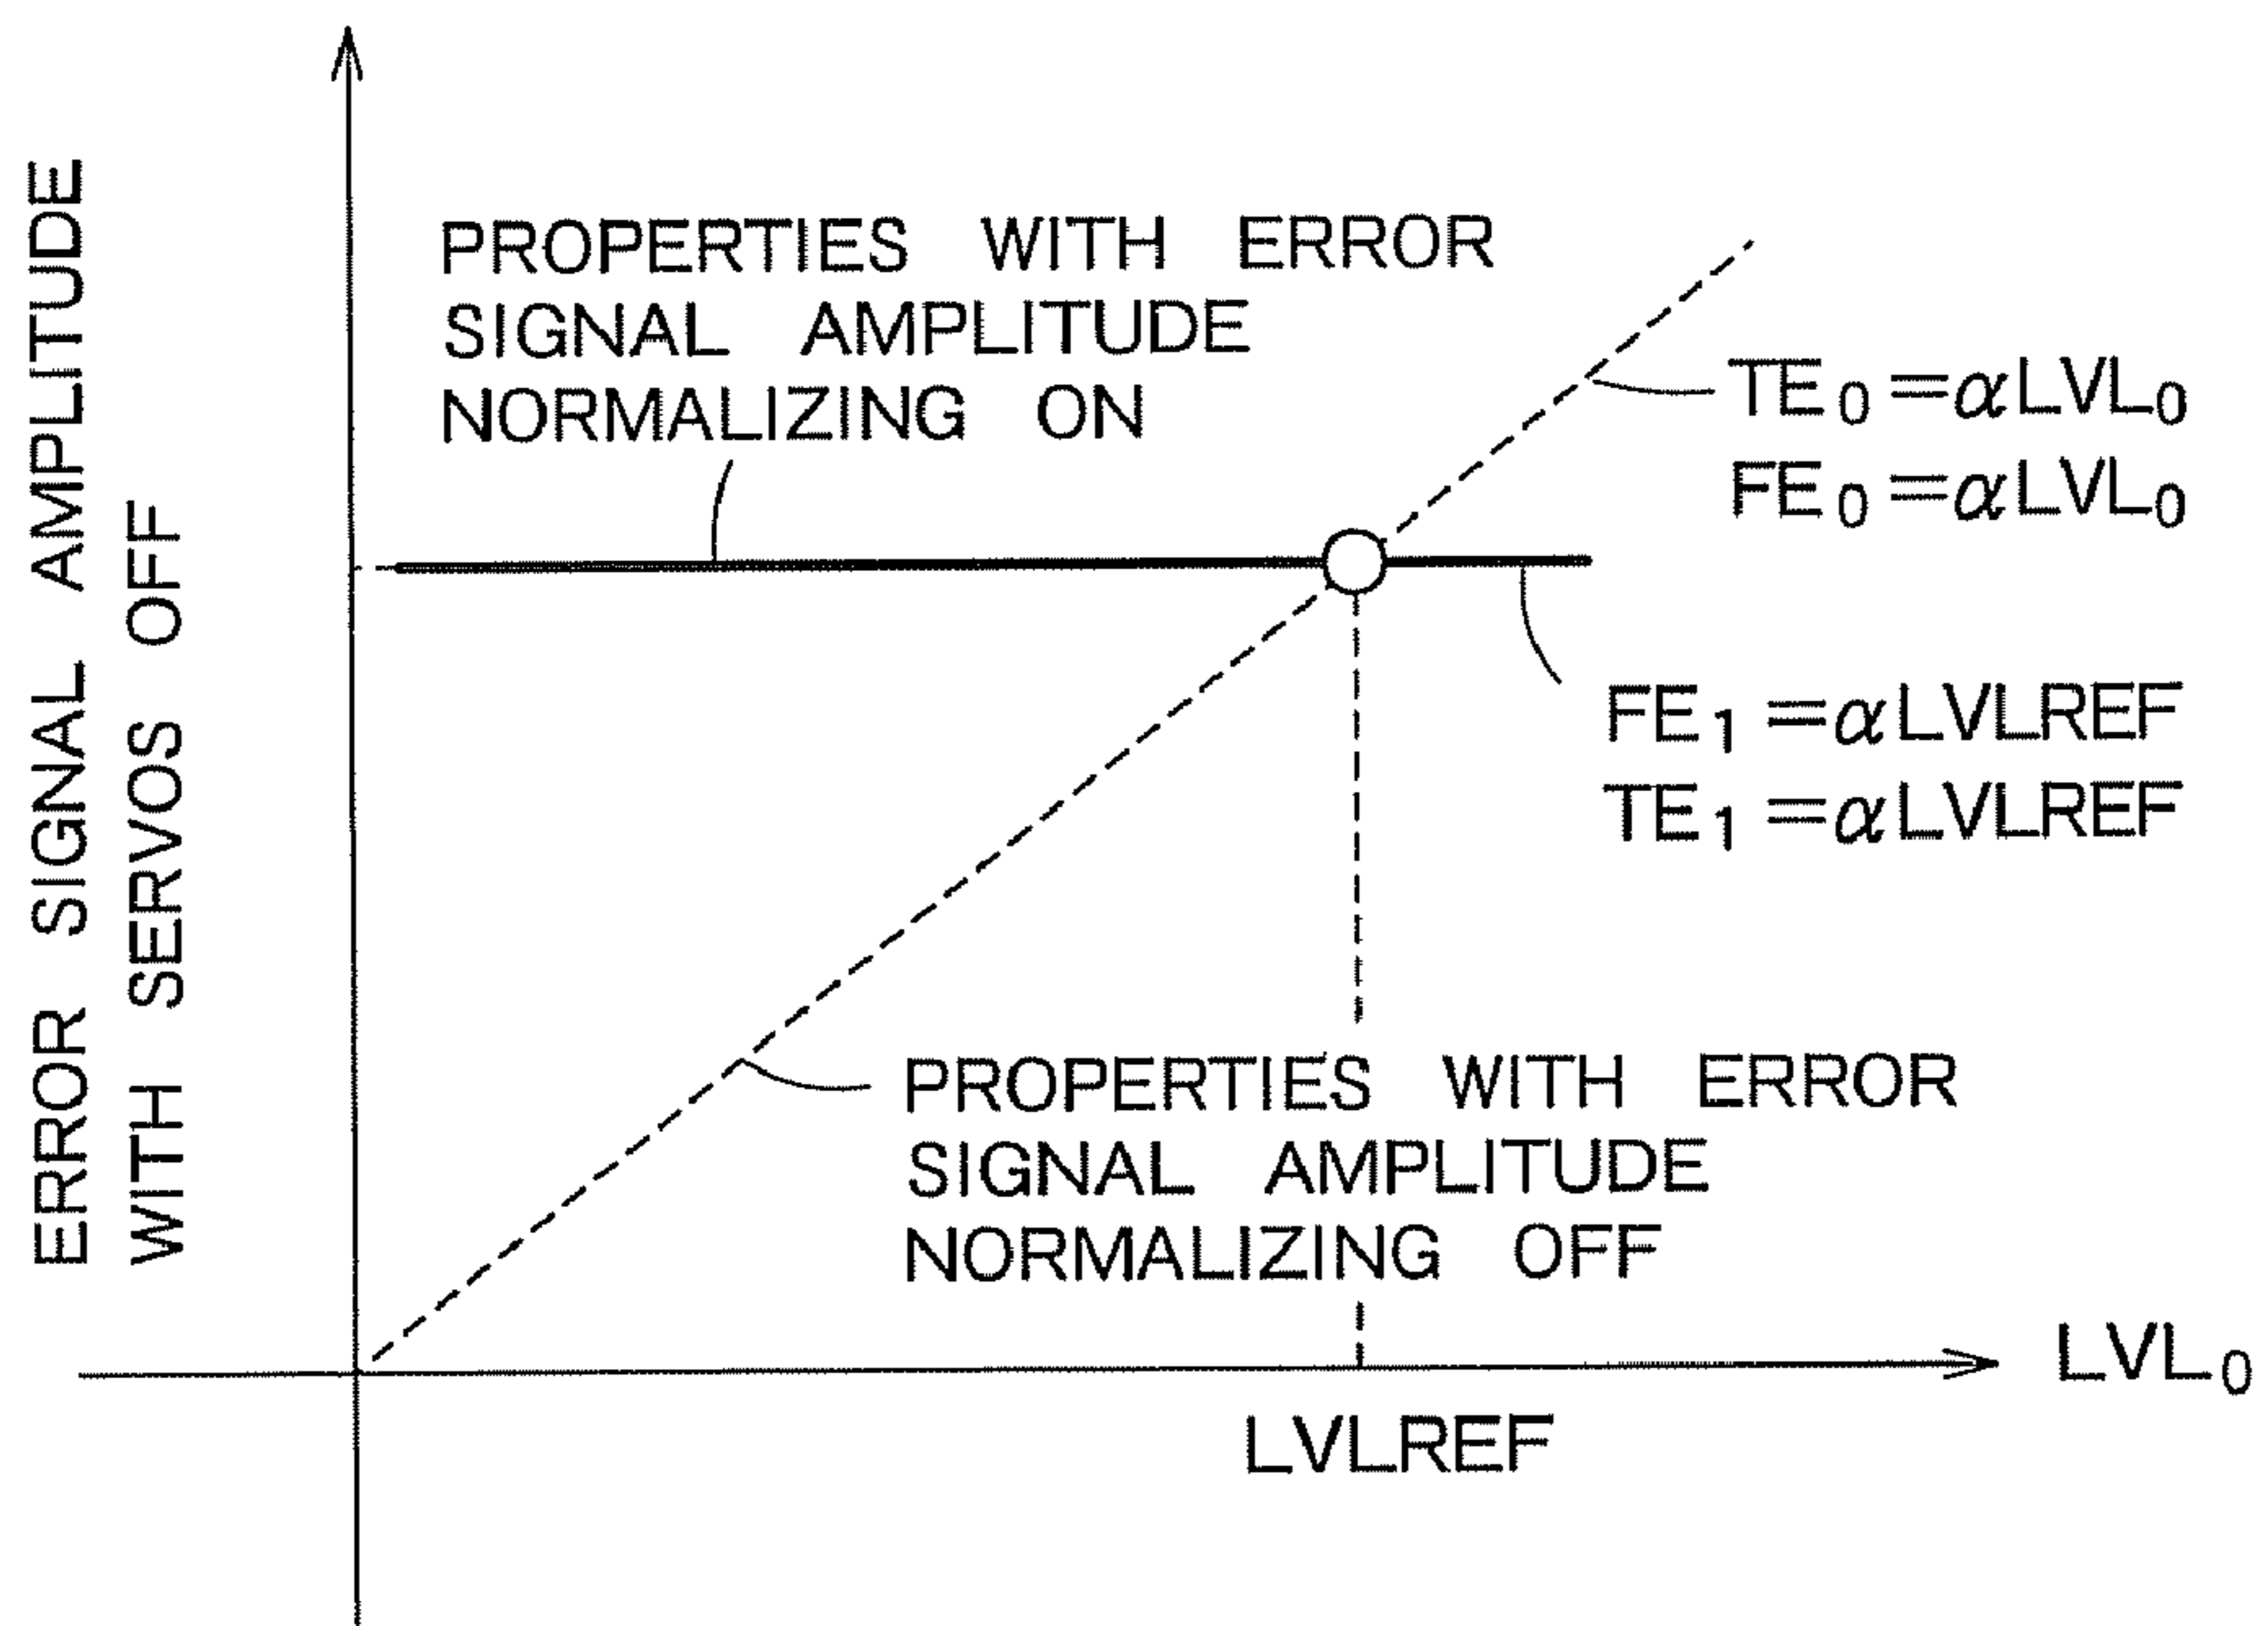 ERROR SIGNAL AMPLITUDE
WITH SERVOS OFF
PROPERTIES WITH ERROR
SIGNAL AMPLITUDE
NORMALIZING ON
TE₀=αLVL₀
FE₀=αLVL₀
FE₁=αLVLREF
TE₁=αLVLREF
PROPERTIES WITH ERROR
SIGNAL AMPLITUDE
NORMALIZING OFF
LVL₀
LVLREF